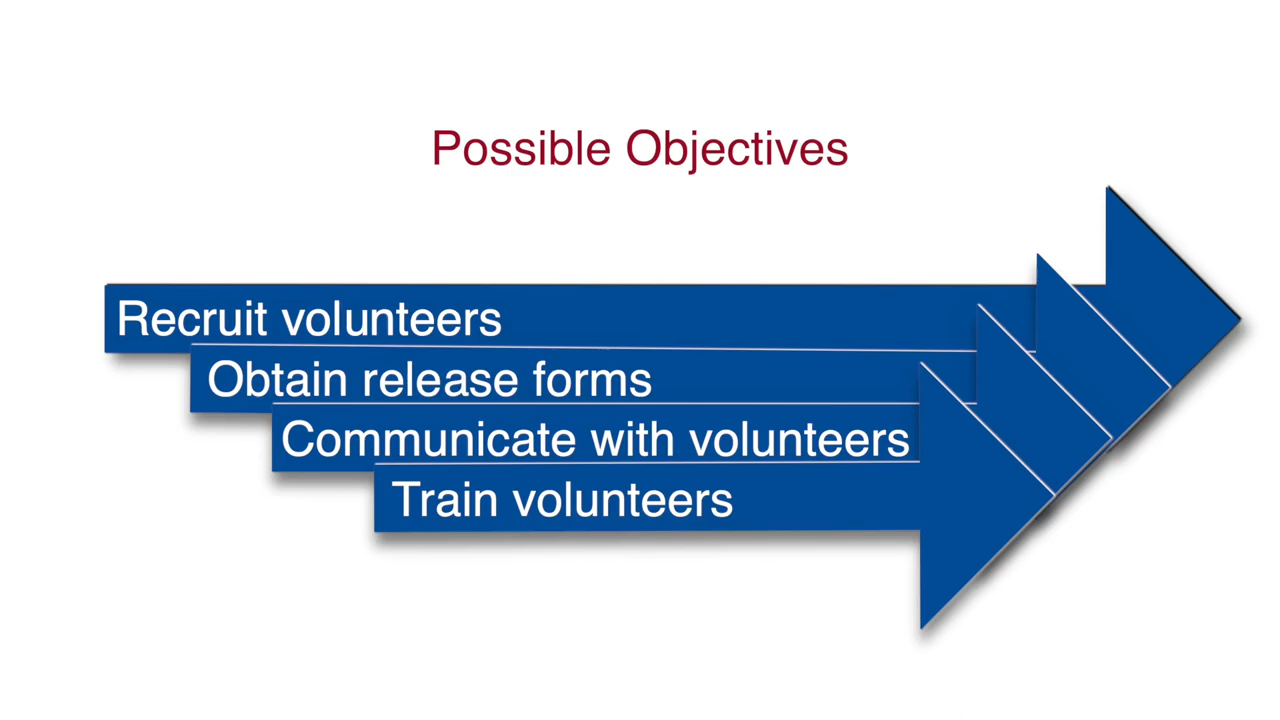 Possible Objectives
Recruit volunteers
Obtain release forms
Communicate with volunteers
Train volunteers